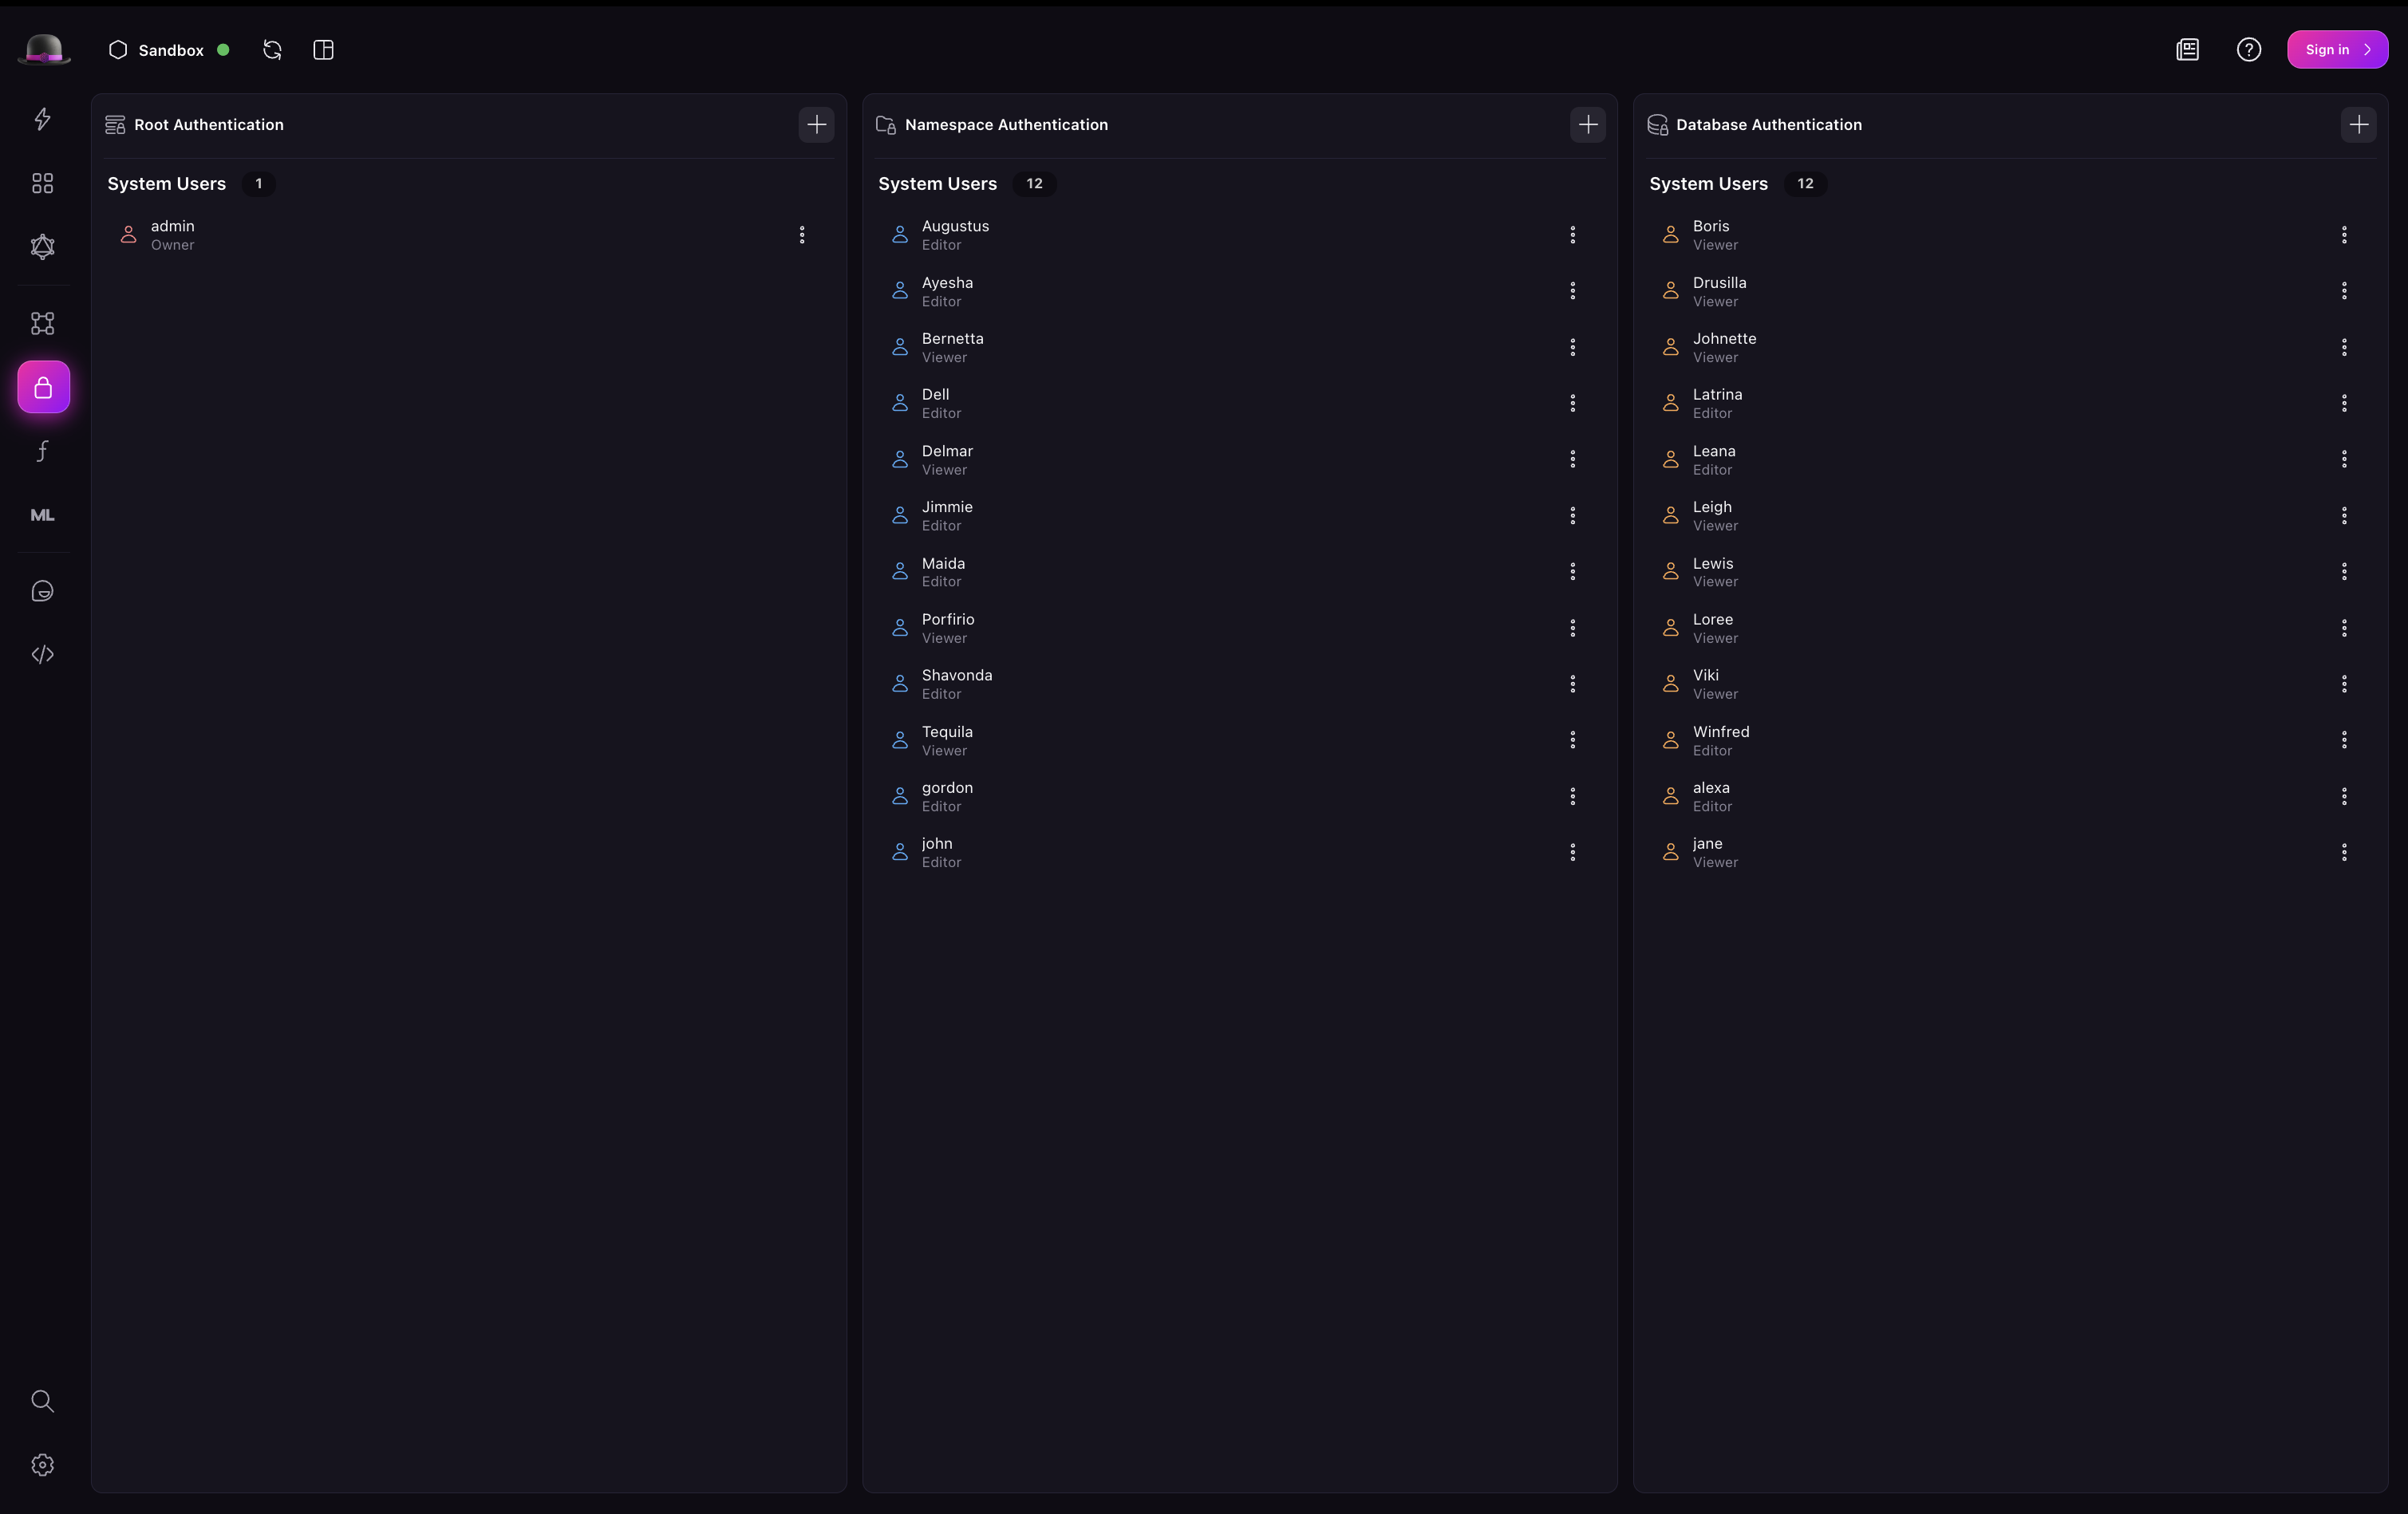 Sandbox
Sign in
Root Authentication
System Users 1
admin
Owner
Namespace Authentication
System Users 12
Augustus
Editor
Ayesha
Editor
Bernetta
Viewer
Dell
Editor
Delmar
Viewer
Jimmie
Editor
Maida
Editor
Porfirio
Viewer
Shavonda
Editor
Tequila
Viewer
gordon
Editor
john
Editor
Database Authentication
System Users 12
Boris
Viewer
Drusilla
Viewer
Johnette
Viewer
Latrina
Editor
Leana
Editor
Leigh
Viewer
Lewis
Viewer
Loree
Viewer
Viki
Viewer
Winfred
Editor
alexa
Editor
jane
Viewer
ML